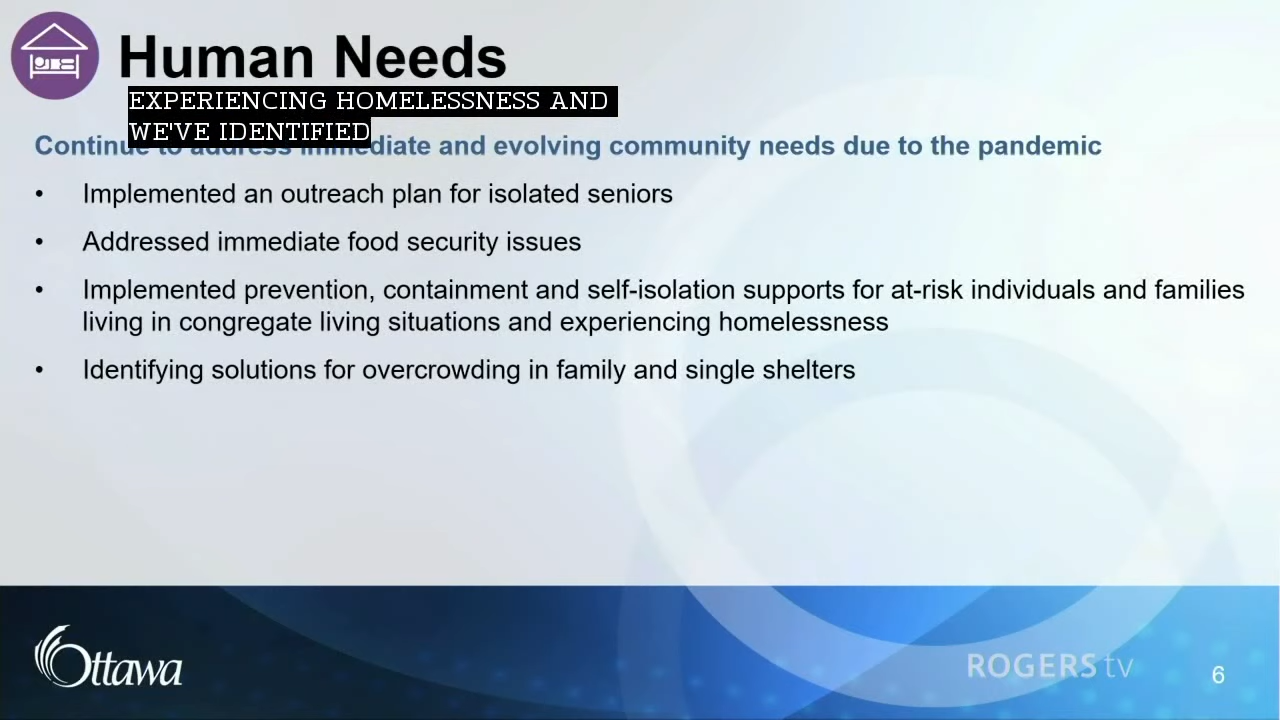 Human Needs
EXPERIENCING HOMELESSNESS AND
WE'VE IDENTIFIED
Continue to address immediate and evolving community needs due to the pandemic
• Implemented an outreach plan for isolated seniors
• Addressed immediate food security issues
• Implemented prevention, containment and self-isolation supports for at-risk individuals and families
living in congregate living situations and experiencing homelessness
• Identifying solutions for overcrowding in family and single shelters
Ottawa
ROGERS tv
6